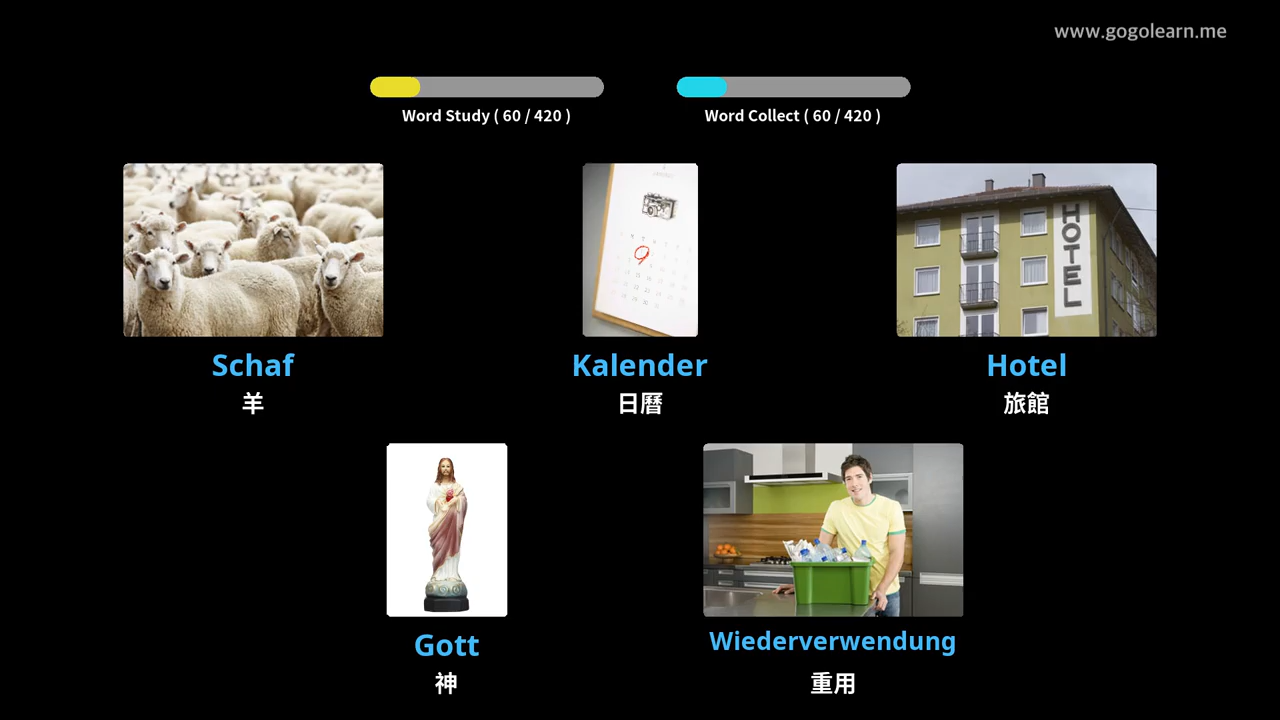 www.gogolearn.me
Word Study ( 60 / 420 )
Word Collect ( 60 / 420 )
HOTEL
Schaf
Kalender
Hotel
羊
日曆
旅館
Gott
Wiederverwendung
神
重用